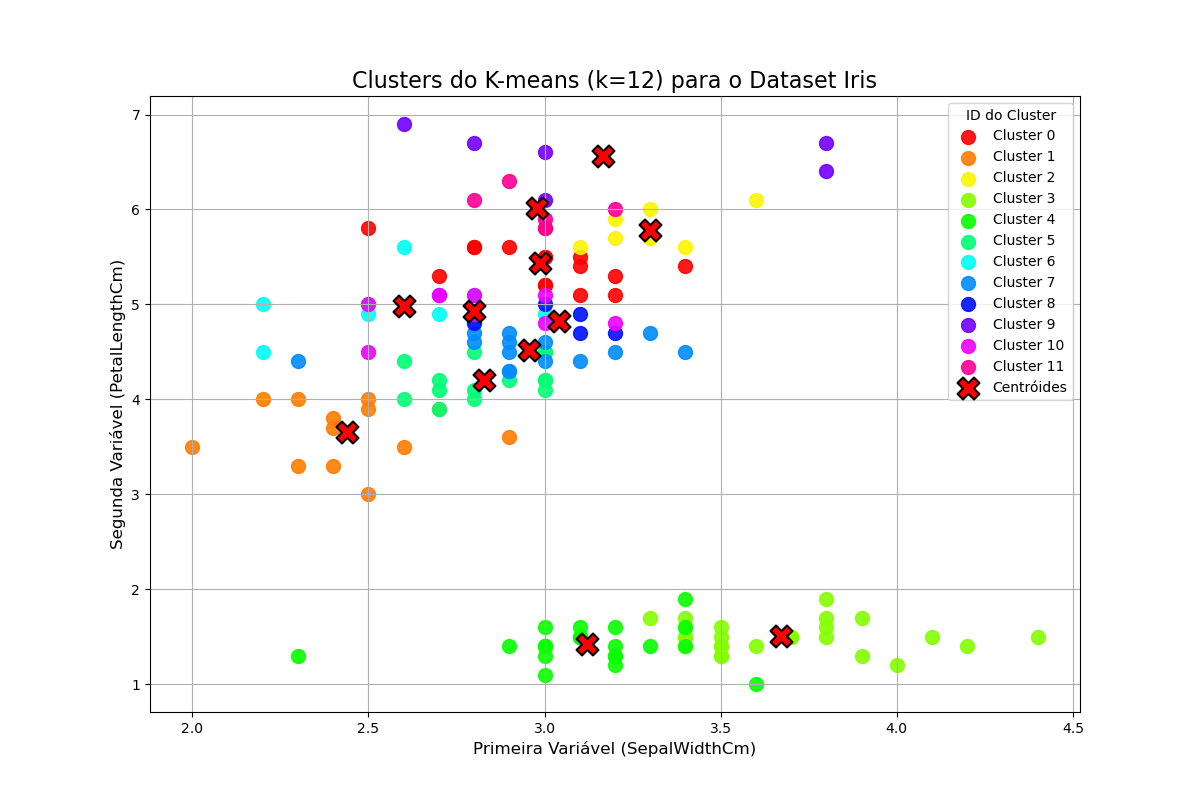 Clusters do K-means (k=12) para o Dataset Iris
ID do Cluster
Cluster 0
Cluster 1
Cluster 2
Cluster 3
Cluster 4
Cluster 5
Cluster 6
Cluster 7
Cluster 8
Cluster 9
Cluster 10
Cluster 11
Centróides
Segunda Variável (PetalLengthCm)
7
6
5
4
3
2
1
2.0
2.5
3.0
3.5
4.0
4.5
Primeira Variável (SepalWidthCm)